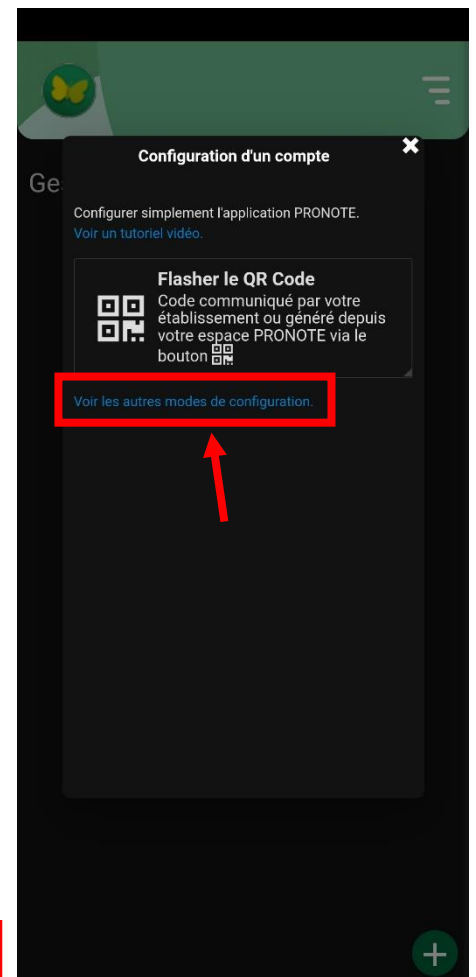 Configuration d'un compte
Ge
Configurer simplement l'application PRONOTE.
Voir un tutoriel vidéo.
Flasher le QR Code
Code communiqué par votre
établissement ou généré depuis
votre espace PRONOTE via le
bouton
Voir les autres modes de configuration.